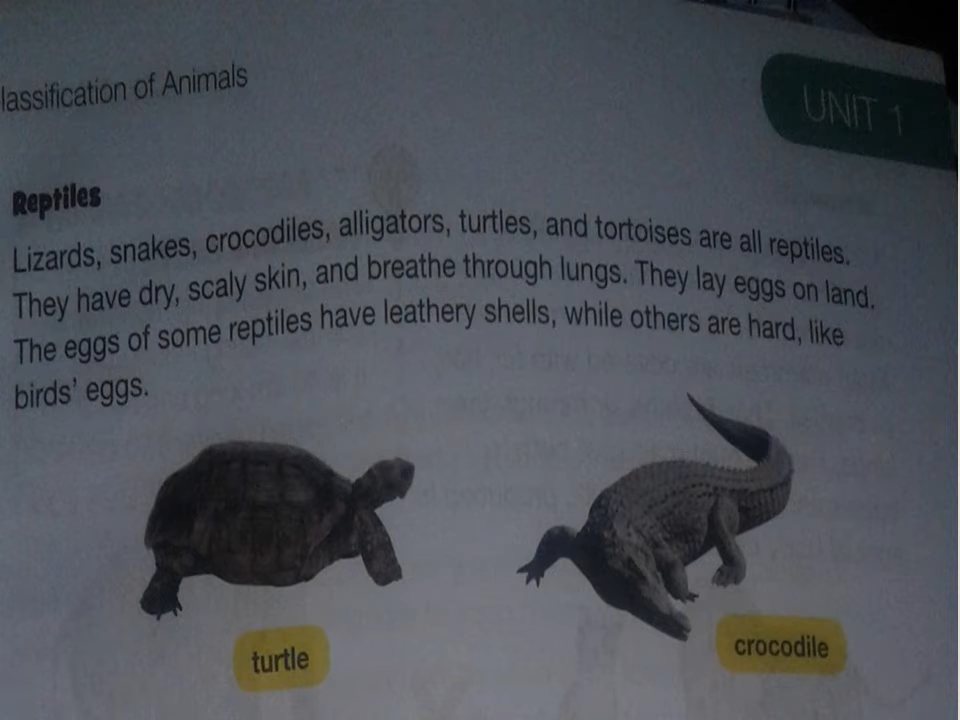 lassification of Animals
UNIT 1
Reptiles
Lizards, snakes, crocodiles, alligators, turtles, and tortoises are all reptiles.
They have dry, scaly skin, and breathe through lungs. They lay eggs on land.
The eggs of some reptiles have leathery shells, while others are hard, like
birds' eggs.
turtle
crocodile